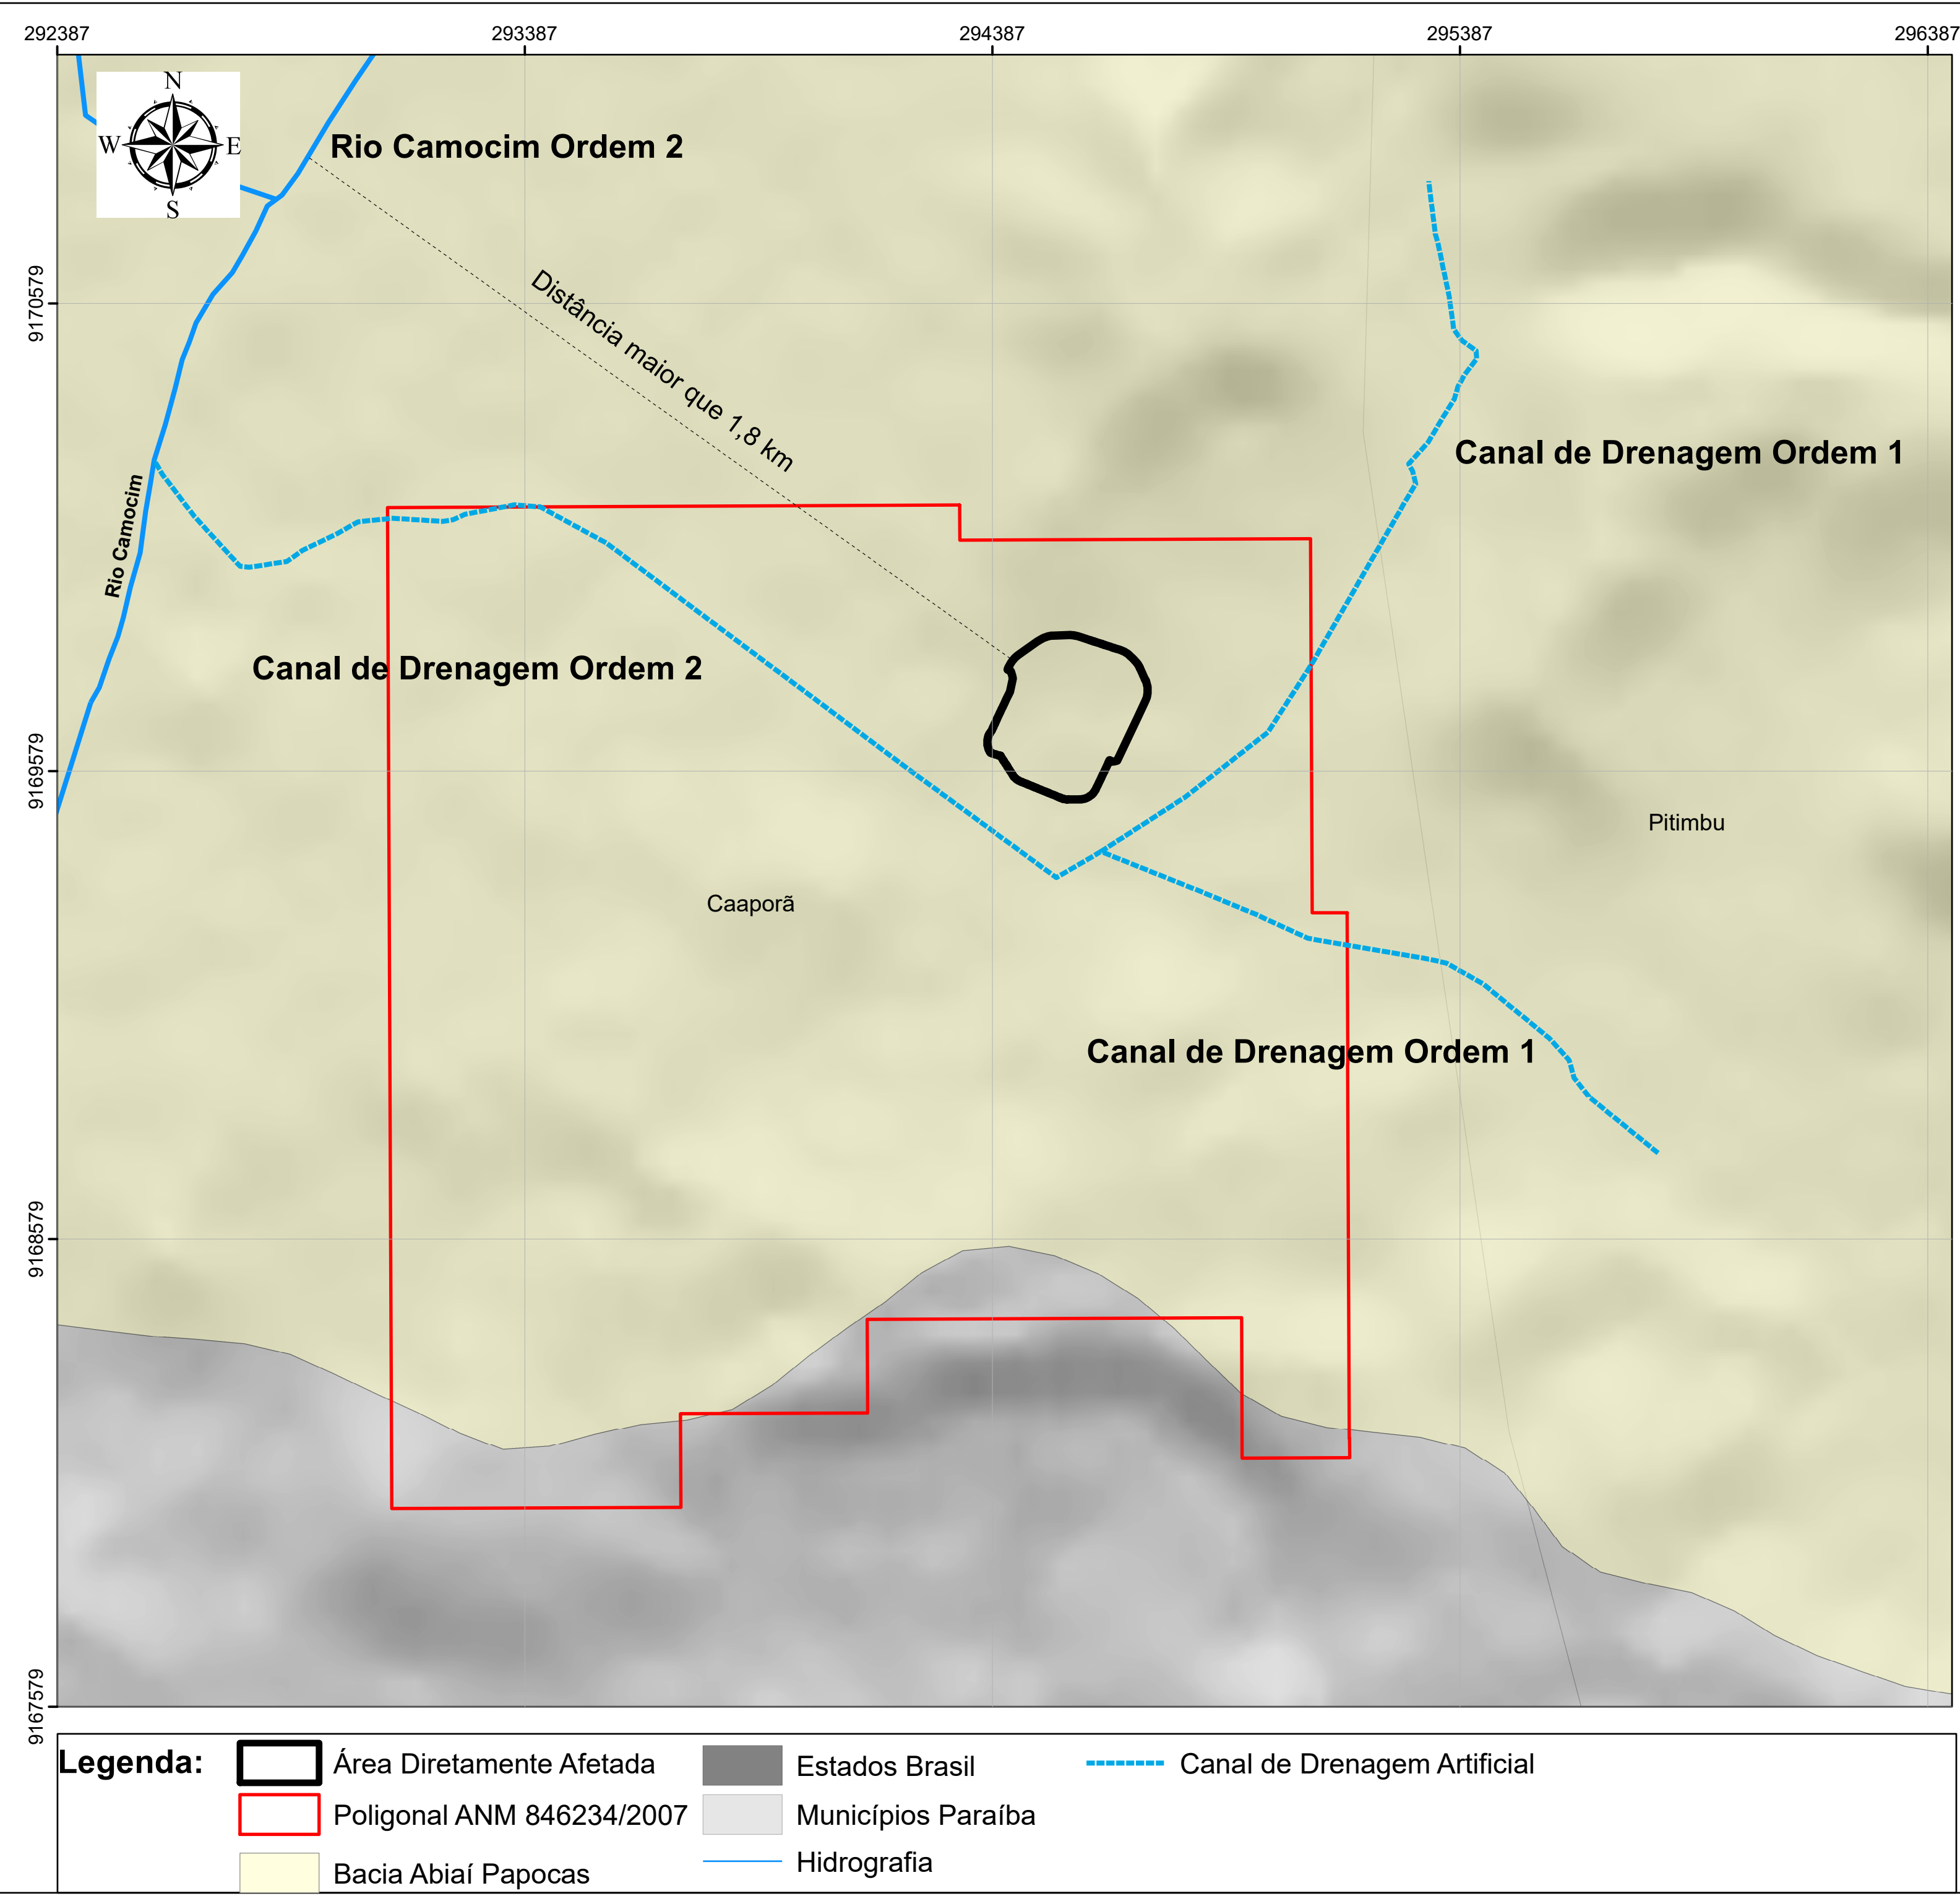 292387
293387
294387
295387
296387
N
W
E
S
Rio Camocim Ordem 2
9170579
Distância maior que 1,8 km
Canal de Drenagem Ordem 1
Rio Camocim
Canal de Drenagem Ordem 2
9169579
Pitimbu
Caaporã
Canal de Drenagem Ordem 1
9168579
9167579
Legenda:
Área Diretamente Afetada
Estados Brasil
Canal de Drenagem Artificial
Poligonal ANM 846234/2007
Municípios Paraíba
Bacia Abiaí Papocas
Hidrografia